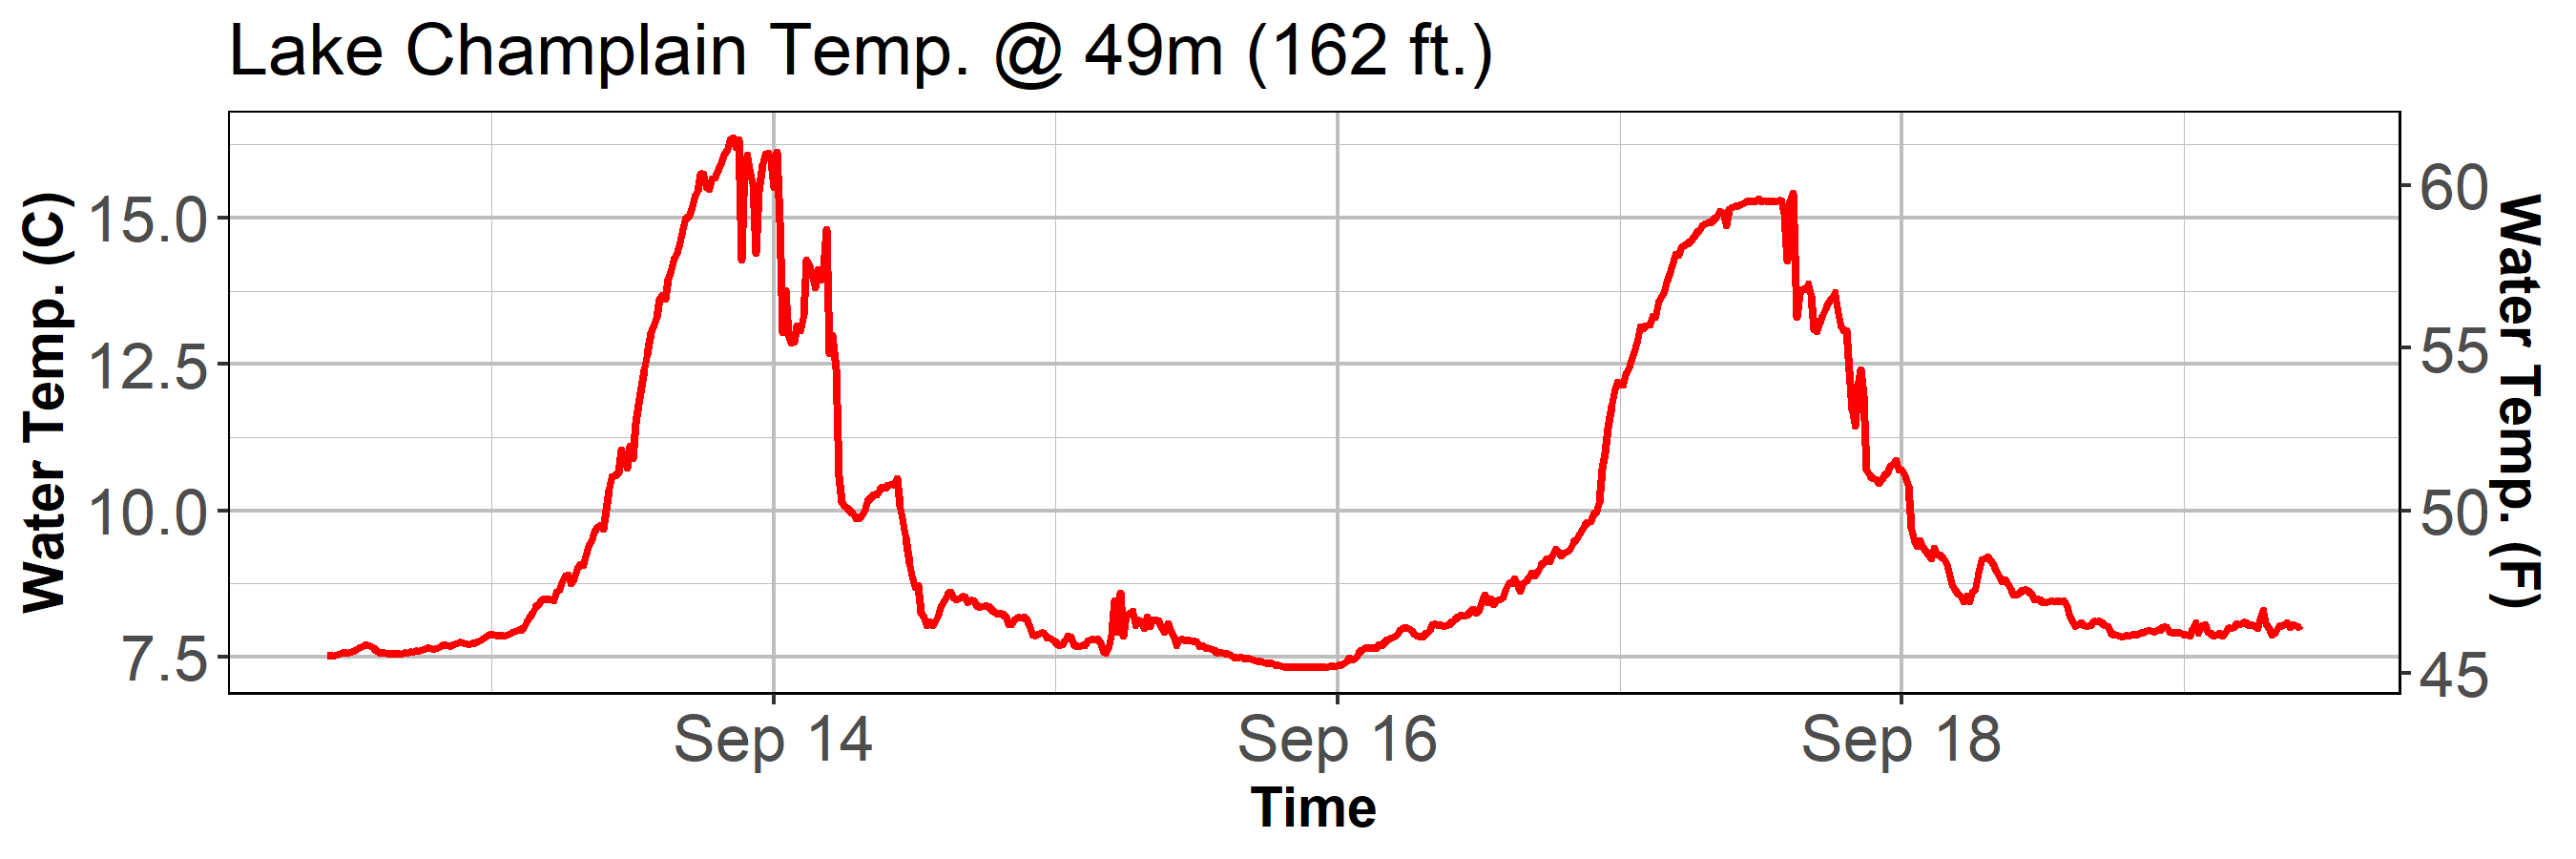 Lake Champlain Temp. @ 49m (162 ft.)
Water Temp. (C)
15.0
12.5
10.0
7.5
60
55
50
45
Water Temp. (F)
Sep 14
Sep 16
Sep 18
Time